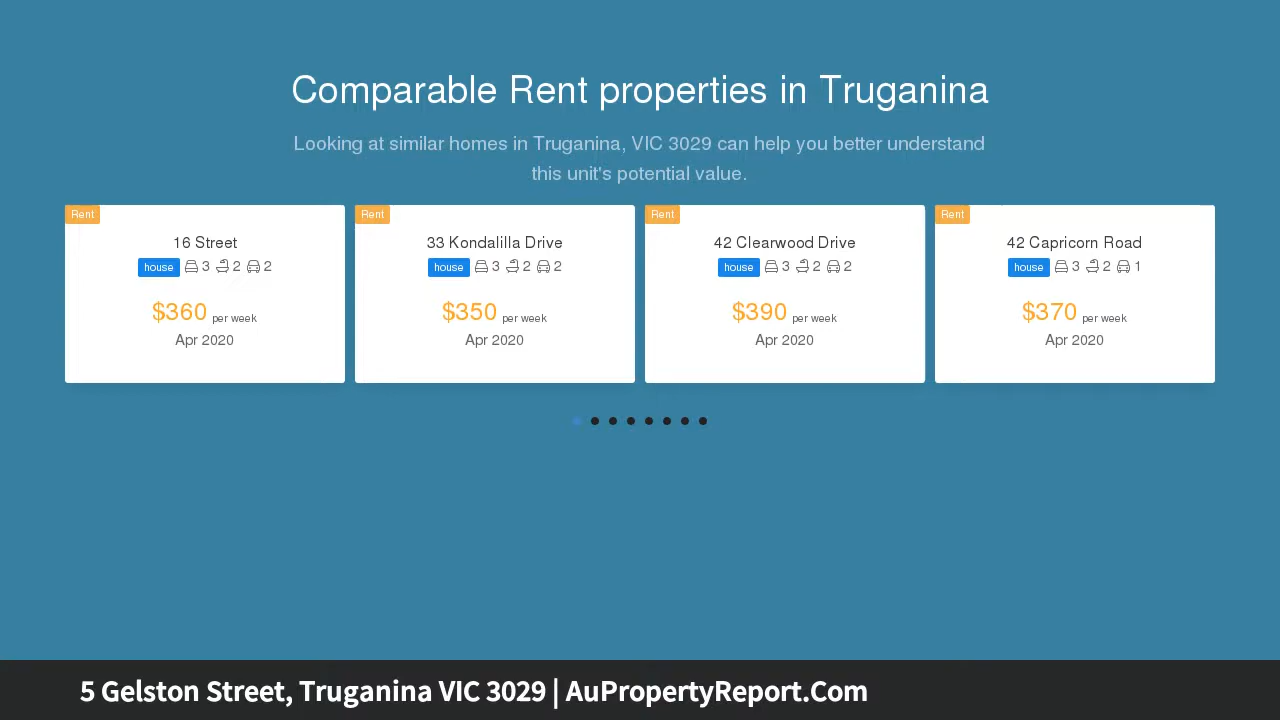 Comparable Rent properties in Truganina
Looking at similar homes in Truganina, VIC 3029 can help you better understand
this unit's potential value.
Rent
16 Street
house 3 2 2
$360 per week
Apr 2020
Rent
33 Kondalilla Drive
house 3 2 2
$350 per week
Apr 2020
Rent
42 Clearwood Drive
house 3 2 2
$390 per week
Apr 2020
Rent
42 Capricorn Road
house 3 2 1
$370 per week
Apr 2020
5 Gelston Street, Truganina VIC 3029 | AuPropertyReport.Com